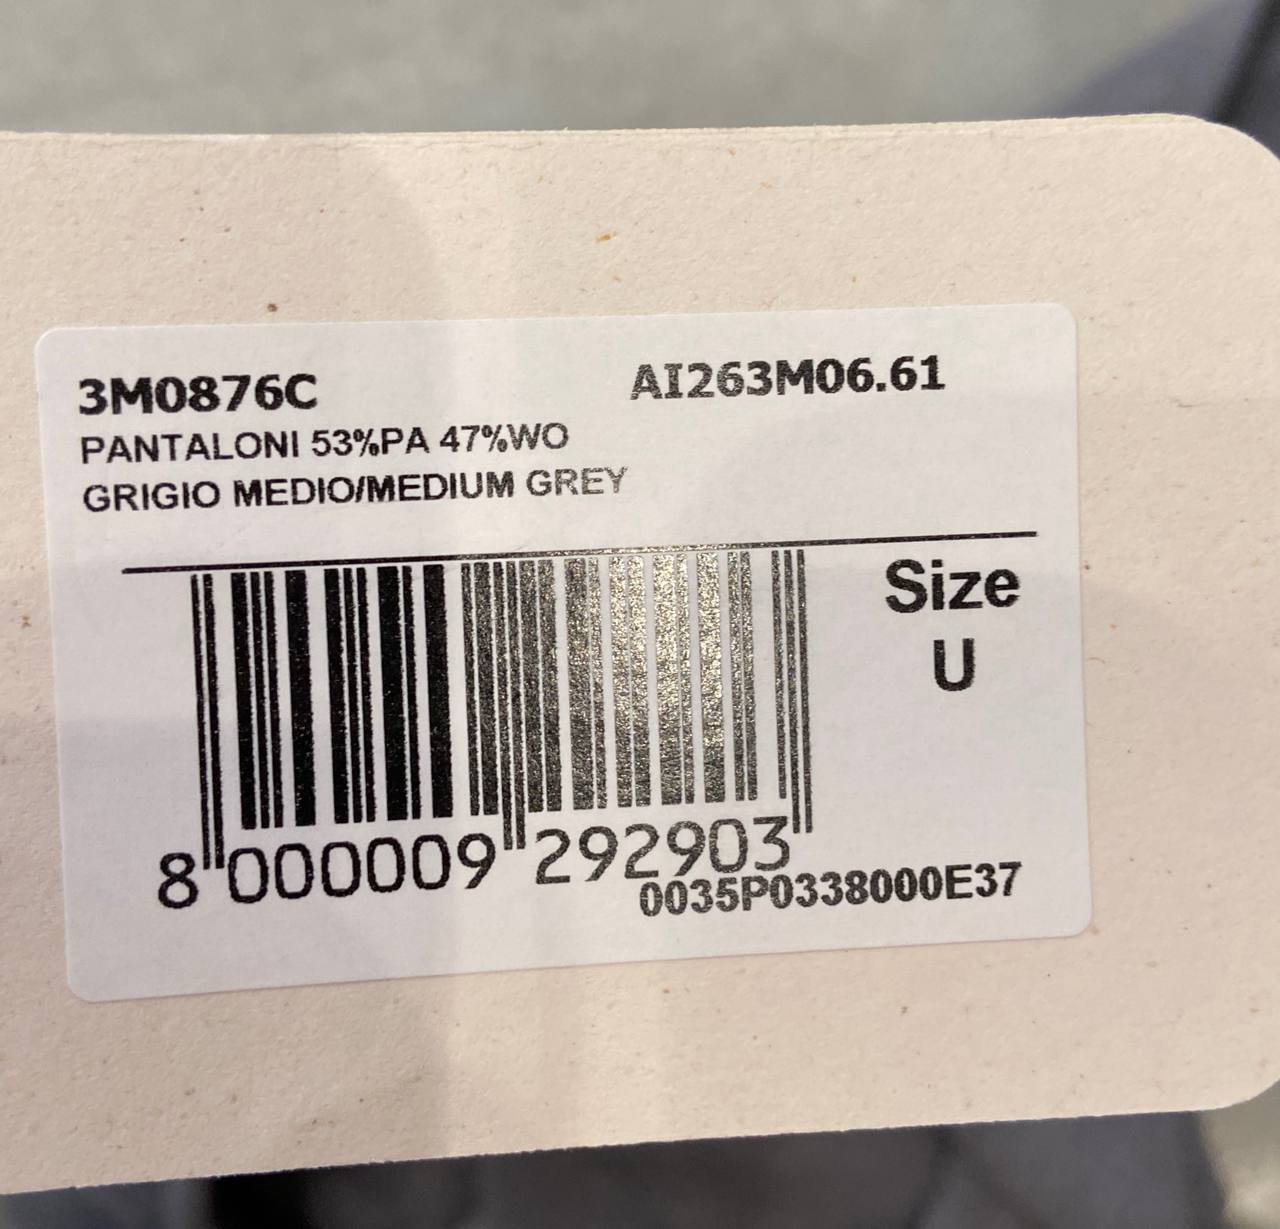 3M0876C AI263M06.61
PANTALONI 53%PA 47%WO
GRIGIO MEDIO/MEDIUM GREY
Size
U
8 000009 292903
0035P0338000E37